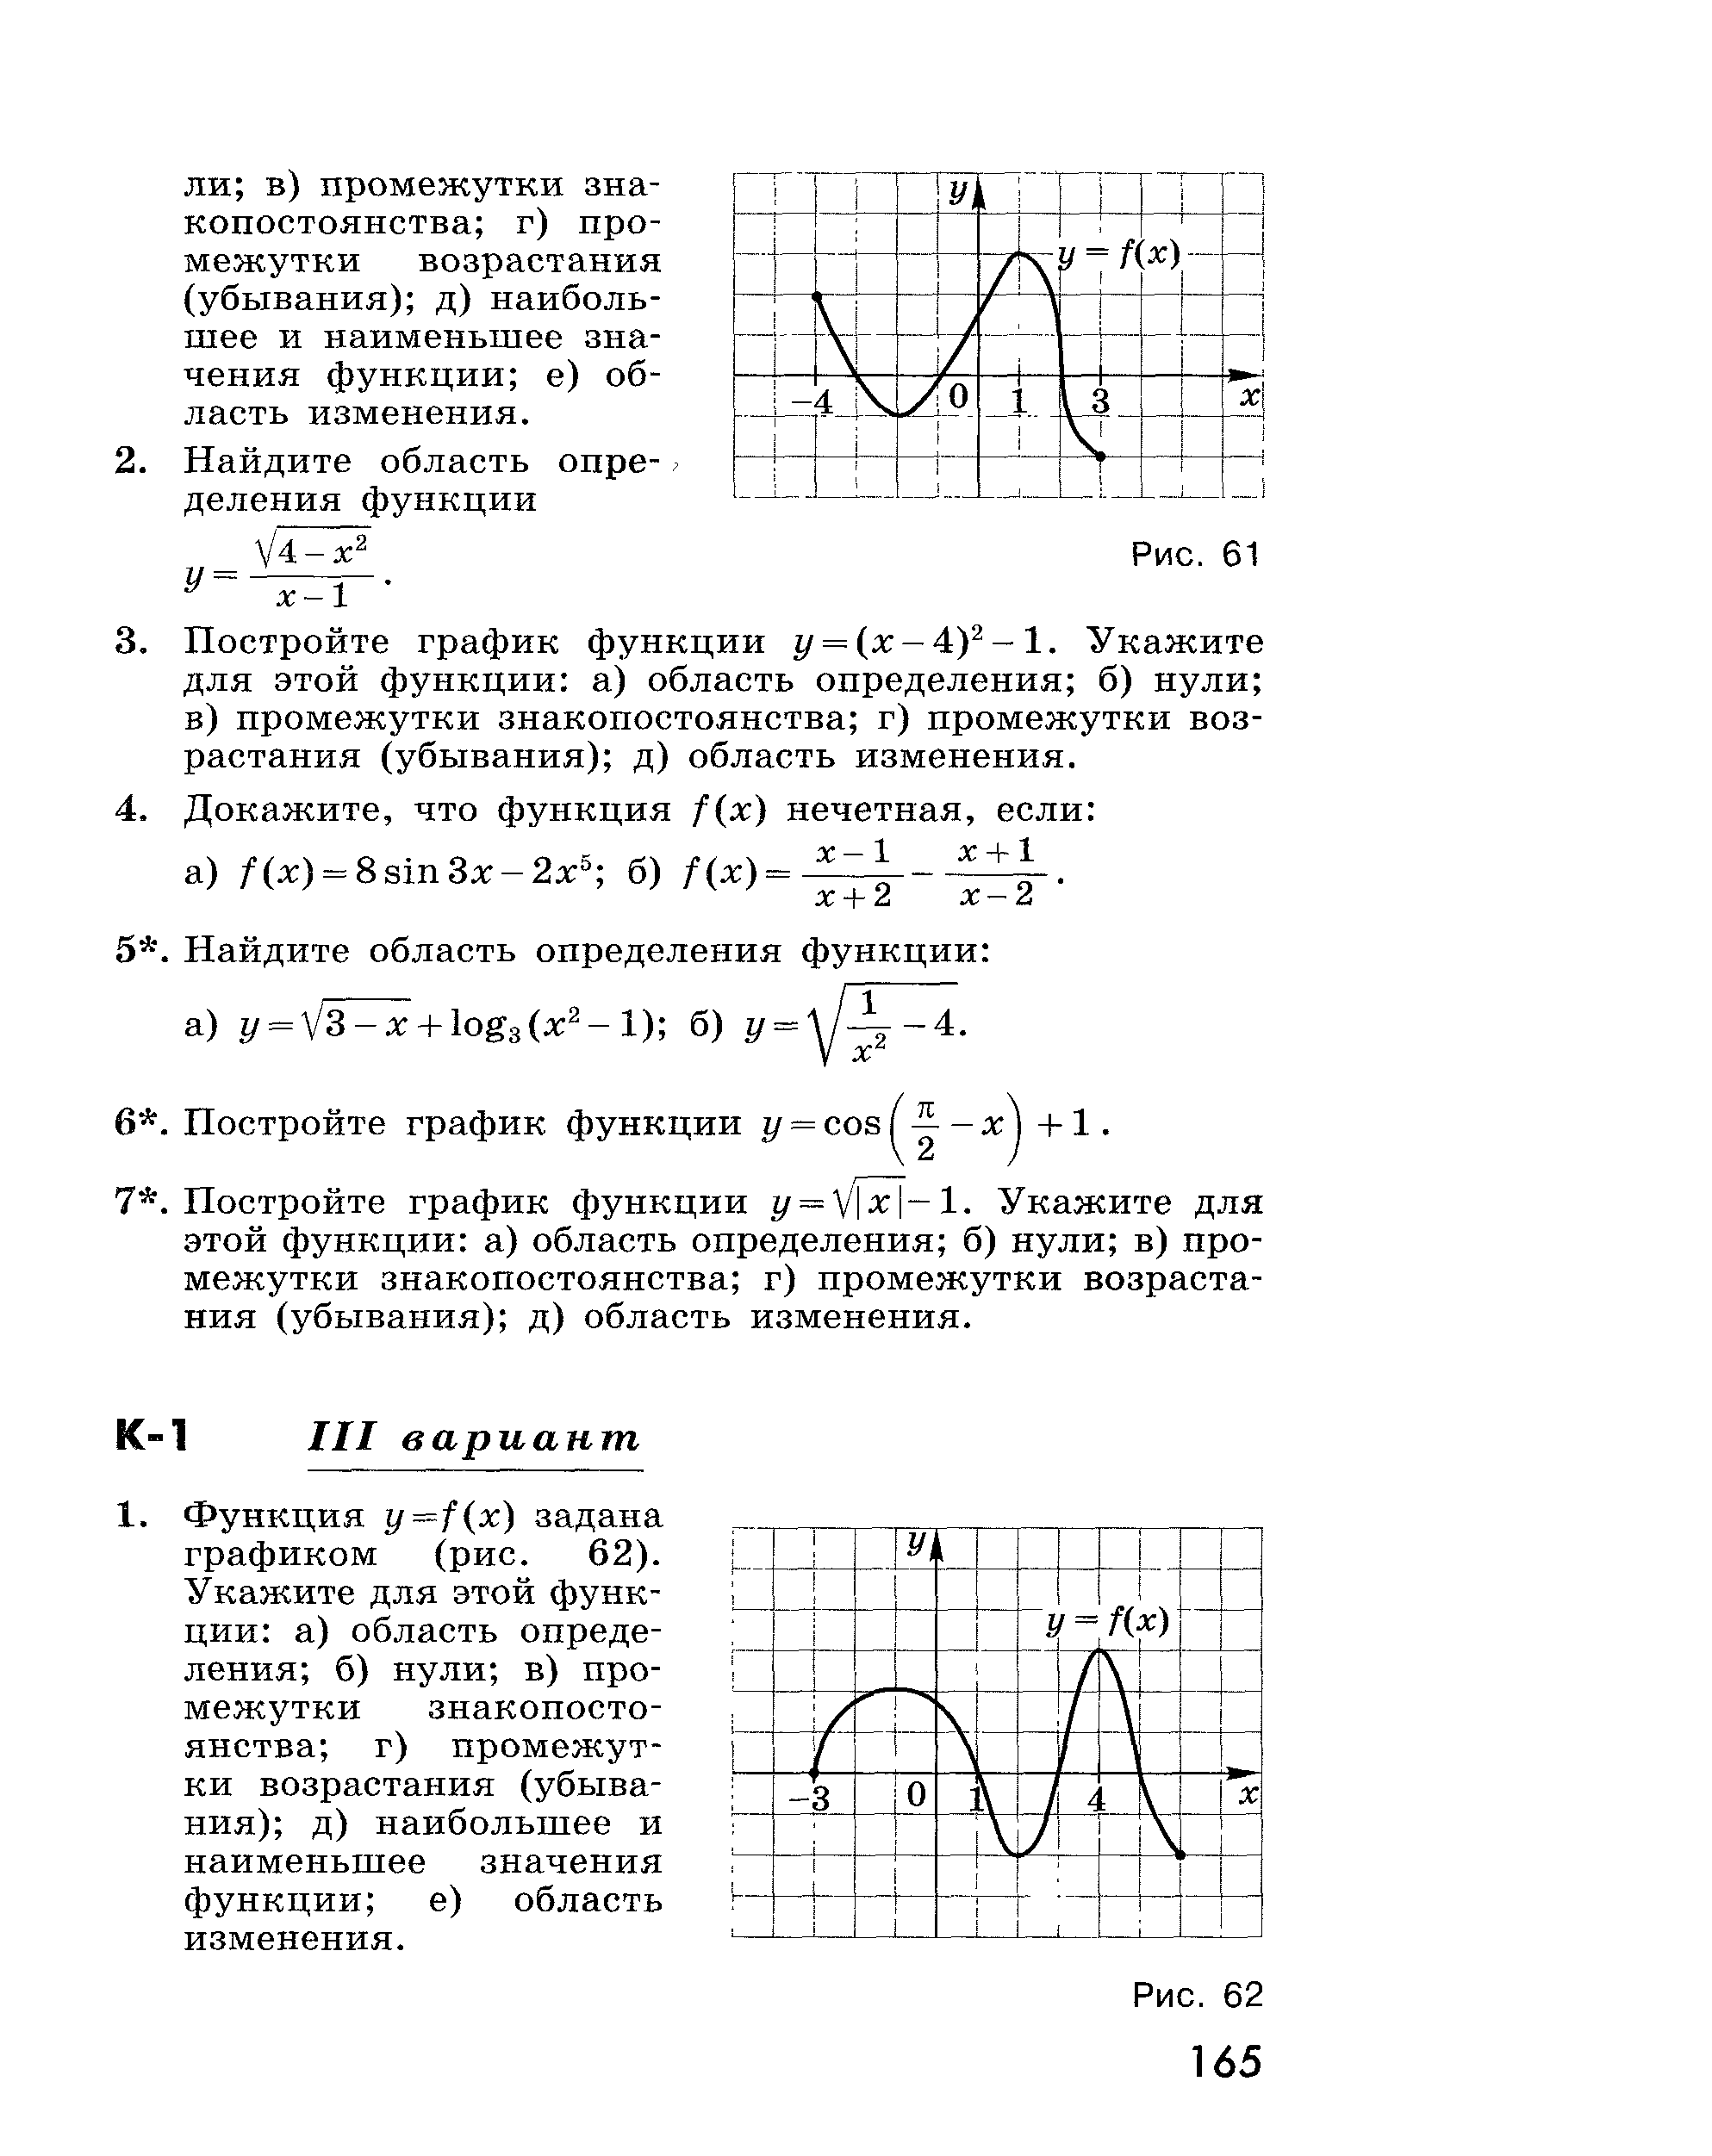 ли; в) промежутки зна-
копостоянства; г) про-
межутки возрастания
(убывания); д) наиболь-
шее и наименьшее зна-
чения функции; е) об-
ласть изменения.
y
y = f(x)
-4 0 1 3 x
Рис. 61
2. Найдите область опре-
деления функции
y = √(4 - x²) / (x - 1).
3. Постройте график функции y = (x - 4)² - 1. Укажите
для этой функции: а) область определения; б) нули;
в) промежутки знакопостоянства; г) промежутки воз-
растания (убывания); д) область изменения.
4. Докажите, что функция f(x) нечетная, если:
а) f(x) = 8 sin 3x - 2x⁵; б) f(x) = (x - 1)/(x + 2) - (x + 1)/(x - 2).
5*. Найдите область определения функции:
а) y = √(3 - x) + log₃(x² - 1); б) y = √(1/x² - 4).
6*. Постройте график функции y = cos(π/2 - x) + 1.
7*. Постройте график функции y = √|x| - 1. Укажите для
этой функции: а) область определения; б) нули; в) про-
межутки знакопостоянства; г) промежутки возраста-
ния (убывания); д) область изменения.
К-1 III вариант
1. Функция y = f(x) задана
графиком (рис. 62).
Укажите для этой функ-
ции: а) область опреде-
ления; б) нули; в) про-
межутки знакопосто-
янства; г) промежут-
ки возрастания (убыва-
ния); д) наибольшее и
наименьшее значения
функции; е) область
изменения.
y
y = f(x)
-3 0 1 4 x
Рис. 62
165